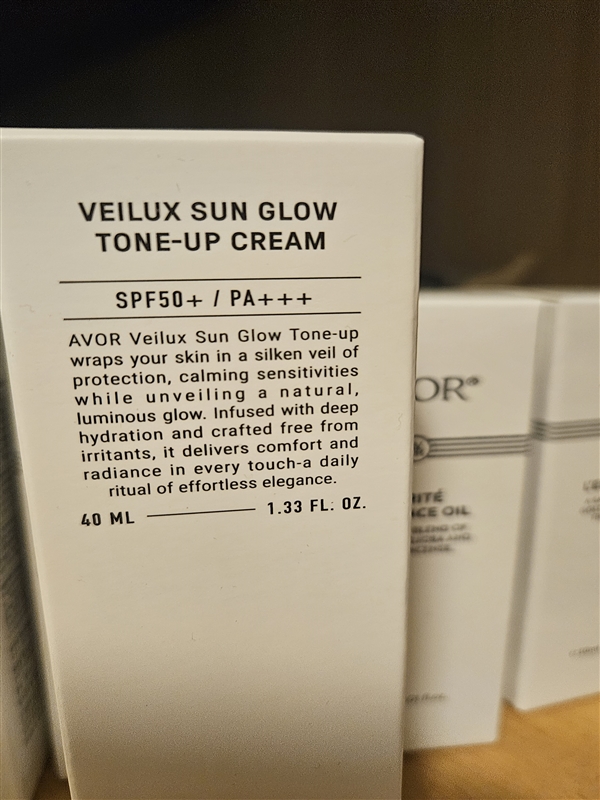 VEILUX SUN GLOW
TONE-UP CREAM
SPF50+ / PA+++
AVOR Veilux Sun Glow Tone-up
wraps your skin in a silken veil of
protection, calming sensitivities
while unveiling a natural,
luminous glow. Infused with deep
hydration and crafted free from
irritants, it delivers comfort and
radiance in every touch-a daily
ritual of effortless elegance.
40 ML 1.33 FL. OZ.
OR®
ITÉ
CE OIL